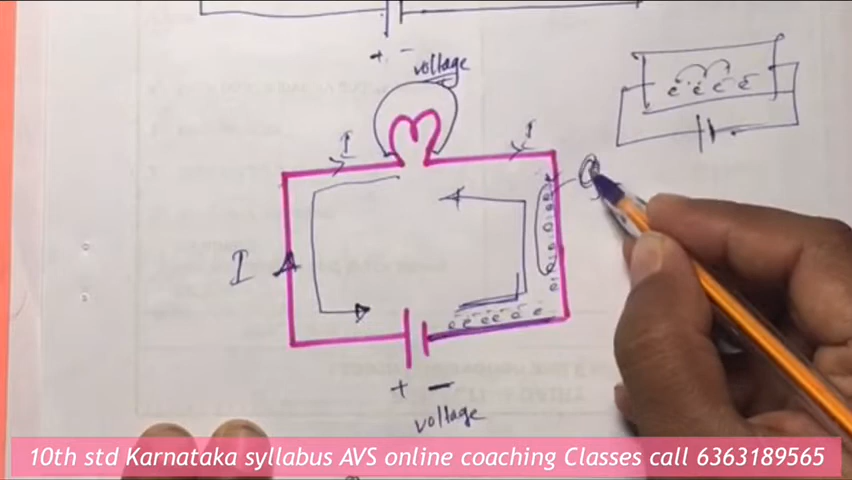 + -
voltage
e⁻ e⁻ e⁻ e⁻
I
I
I
e e e e e e
+ -
voltage
10th std Karnataka syllabus AVS online coaching Classes call 6363189565